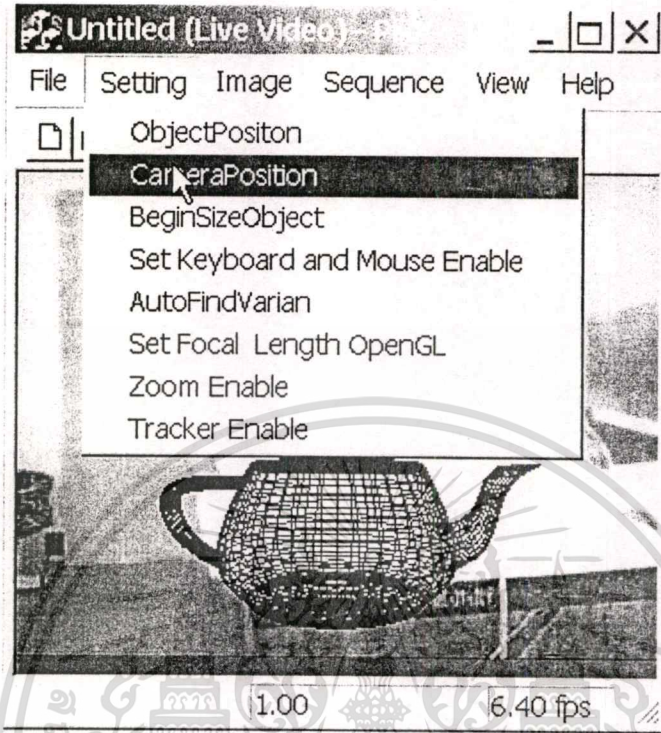 Untitled (Live Video) -
File Setting Image Sequence View Help
ObjectPositon
CameraPosition
BeginSizeObject
Set Keyboard and Mouse Enable
AutoFindVarian
Set Focal Length OpenGL
Zoom Enable
Tracker Enable
1.00 6.40 fps